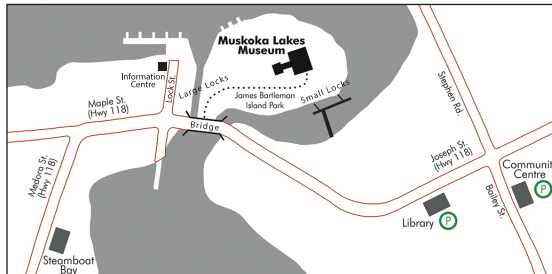 Muskoka Lakes
Museum
Information
Centre
Lock St.
Large Locks
James Bartleman
Island Park
Small Locks
Stephen Rd.
Maple St.
(Hwy 118)
Bridge
Joseph St.
(Hwy 118)
Community
Centre
P
Medora St.
(Hwy 118)
Bailey St.
Library
P
Steamboat
Bay